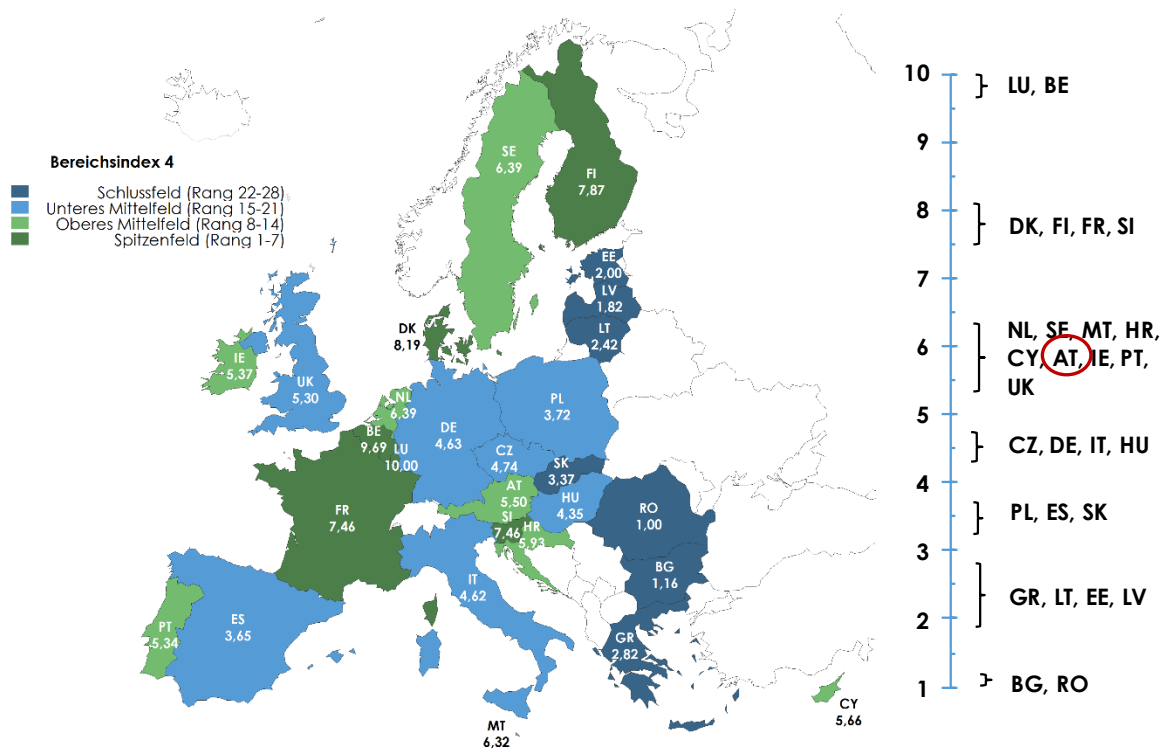 Bereichsindex 4
Schlussfeld (Rang 22-28)
Unteres Mittelfeld (Rang 15-21)
Oberes Mittelfeld (Rang 8-14)
Spitzenfeld (Rang 1-7)
SE
6,39
FI
7,87
EE
2,00
LV
1,82
LT
2,42
DK
8,19
IE
5,37
UK
5,30
NL
6,39
BE
9,69
LU
10,00
DE
4,63
PL
3,72
CZ
4,74
SK
3,37
AT
5,50
HU
4,35
SI
7,46
HR
5,93
RO
1,00
BG
1,16
FR
7,46
IT
4,62
ES
3,65
PT
5,34
GR
2,82
MT
6,32
CY
5,66
10
LU, BE
9
8
DK, FI, FR, SI
7
6
NL, SE, MT, HR,
CY, AT, IE, PT,
UK
5
CZ, DE, IT, HU
4
PL, ES, SK
3
GR, LT, EE, LV
2
1
BG, RO